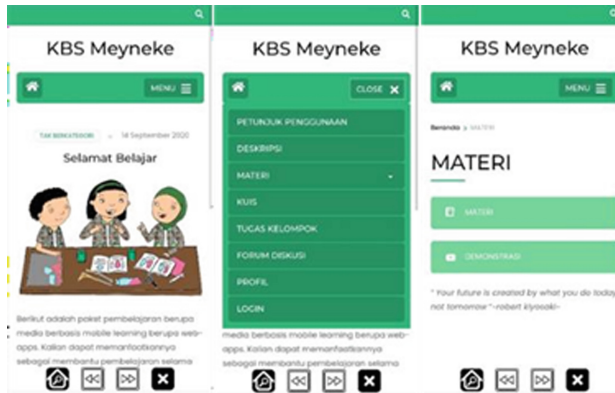 KBS Meyneke
MENU
TAK BERKATEGORI
14 September 2020
Selamat Belajar
Berikut adalah paket pembelajaran berupa
media berbasis mobile learning berupa web-
apps. Kalian dapat memanfaatkannya
sebagai membantu pembelajaran selama
KBS Meyneke
CLOSE
PETUNJUK PENGGUNAAN
DESKRIPSI
MATERI
KUIS
TUGAS KELOMPOK
FORUM DISKUSI
PROFIL
LOGIN
media berbasis mobile learning berupa web-
apps. Kalian dapat memanfaatkannya
sebagai membantu pembelajaran selama
KBS Meyneke
MENU
Beranda > MATERI
MATERI
MATERI
DEMONSTRASI
" Your future is created by what you do today
not tomorrow "-robert kiyosaki-